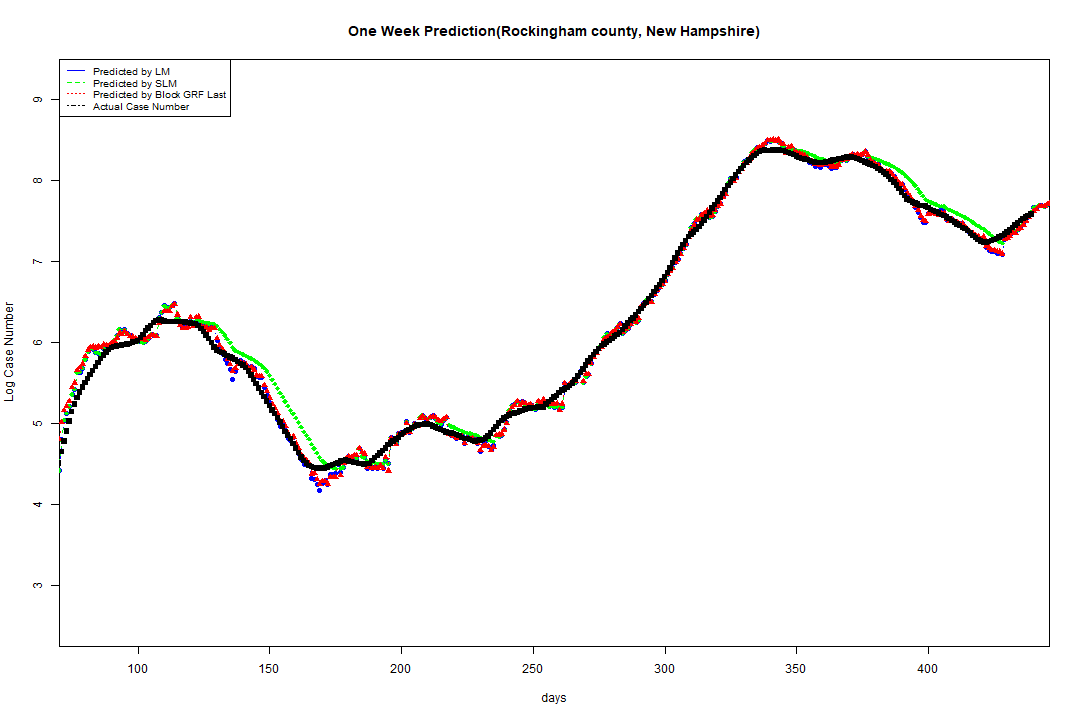 One Week Prediction(Rockingham county, New Hampshire)
Predicted by LM
Predicted by SLM
Predicted by Block GRF Last
Actual Case Number
9
8
7
6
5
4
3
Log Case Number
100 150 200 250 300 350 400
days